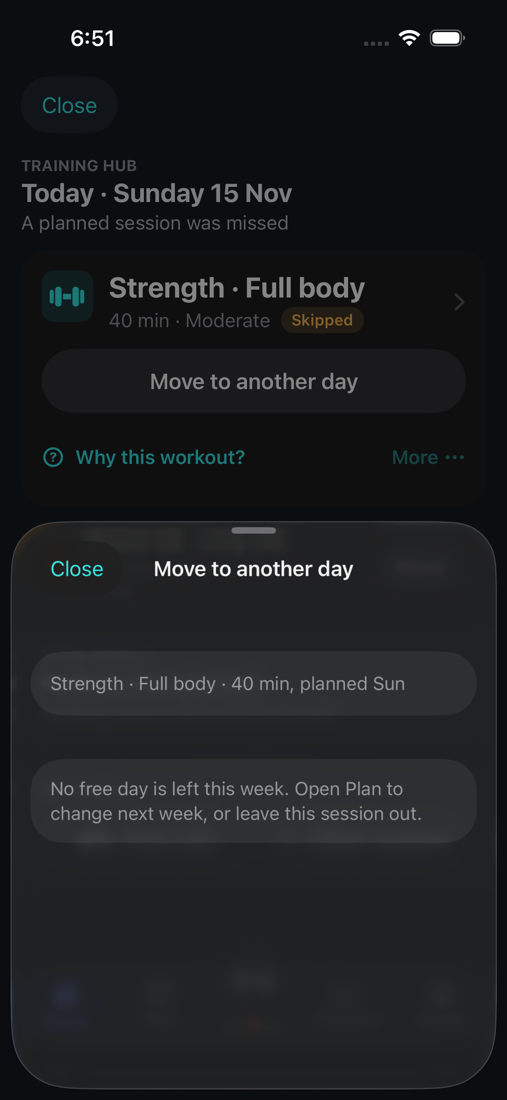 6:51
Close
TRAINING HUB
Today · Sunday 15 Nov
A planned session was missed
Strength · Full body
40 min · Moderate Skipped
Move to another day
Why this workout? More ···
Close Move to another day
Strength · Full body · 40 min, planned Sun
No free day is left this week. Open Plan to
change next week, or leave this session out.